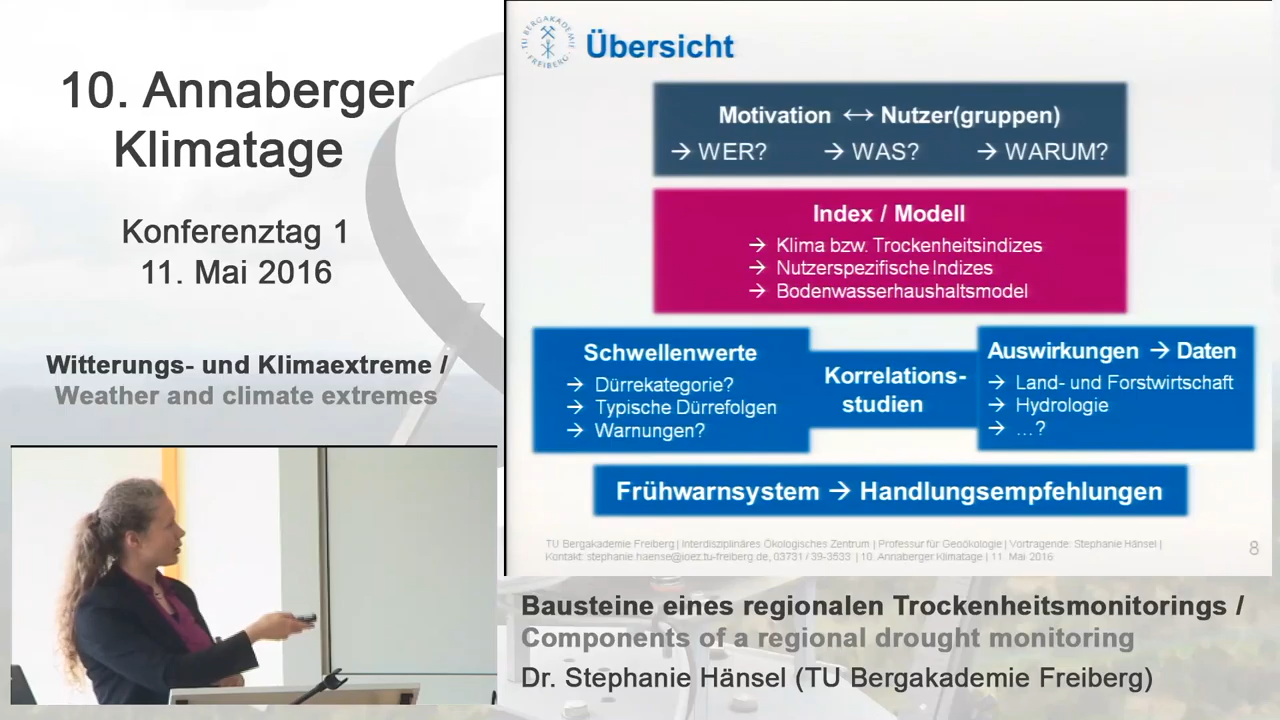 10. Annaberger
Klimatage
Konferenztag 1
11. Mai 2016
Witterungs- und Klimaextreme /
Weather and climate extremes
TU BERGAKADEMIE FREIBERG
Übersicht
Motivation ↔ Nutzer(gruppen)
→ WER? → WAS? → WARUM?
Index / Modell
→ Klima bzw. Trockenheitsindizes
→ Nutzerspezifische Indizes
→ Bodenwasserhaushaltsmodel
Schwellenwerte
→ Dürrekategorie?
→ Typische Dürrefolgen
→ Warnungen?
Korrelations-
studien
Auswirkungen → Daten
→ Land- und Forstwirtschaft
→ Hydrologie
→ …?
Frühwarnsystem → Handlungsempfehlungen
TU Bergakademie Freiberg | Interdisziplinäres Ökologisches Zentrum | Professur für Geoökologie | Vortragende: Stephanie Hänsel |
Kontakt: stephanie.haense@ioez.tu-freiberg.de, 03731 / 39-3533 | 10. Annaberger Klimatage | 11. Mai 2016
8
Bausteine eines regionalen Trockenheitsmonitorings /
Components of a regional drought monitoring
Dr. Stephanie Hänsel (TU Bergakademie Freiberg)